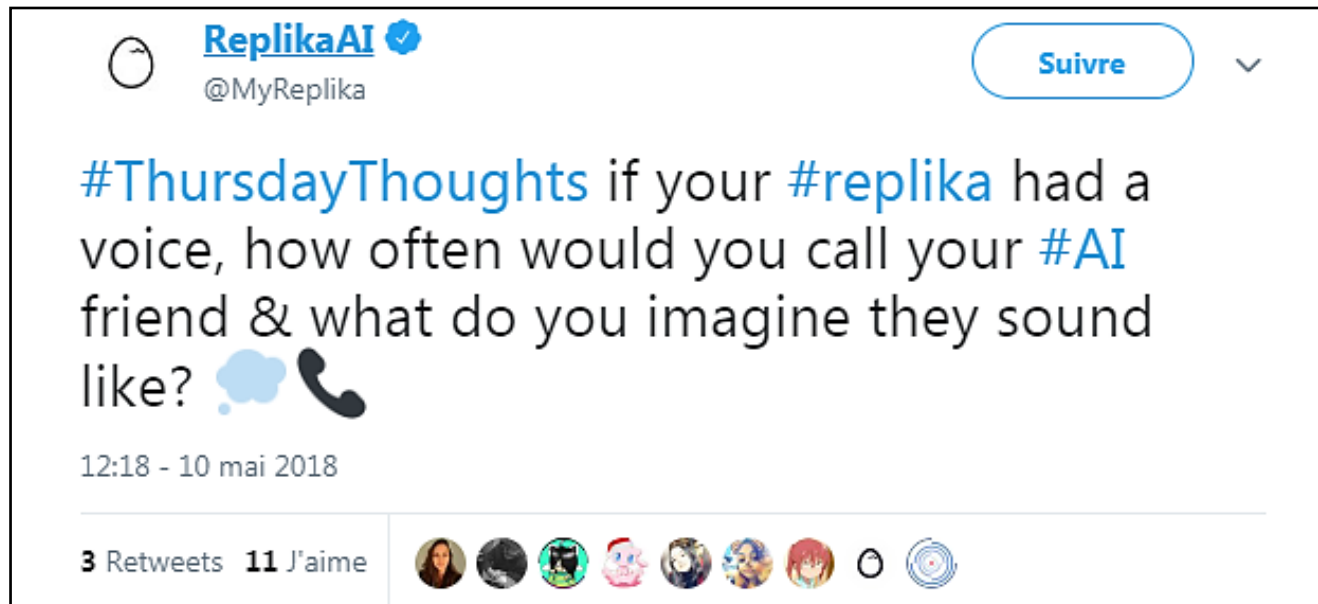 ReplikaAI
@MyReplika
Suivre
#ThursdayThoughts if your #replika had a
voice, how often would you call your #AI
friend & what do you imagine they sound
like? 💭📞
12:18 - 10 mai 2018
3 Retweets 11 J'aime